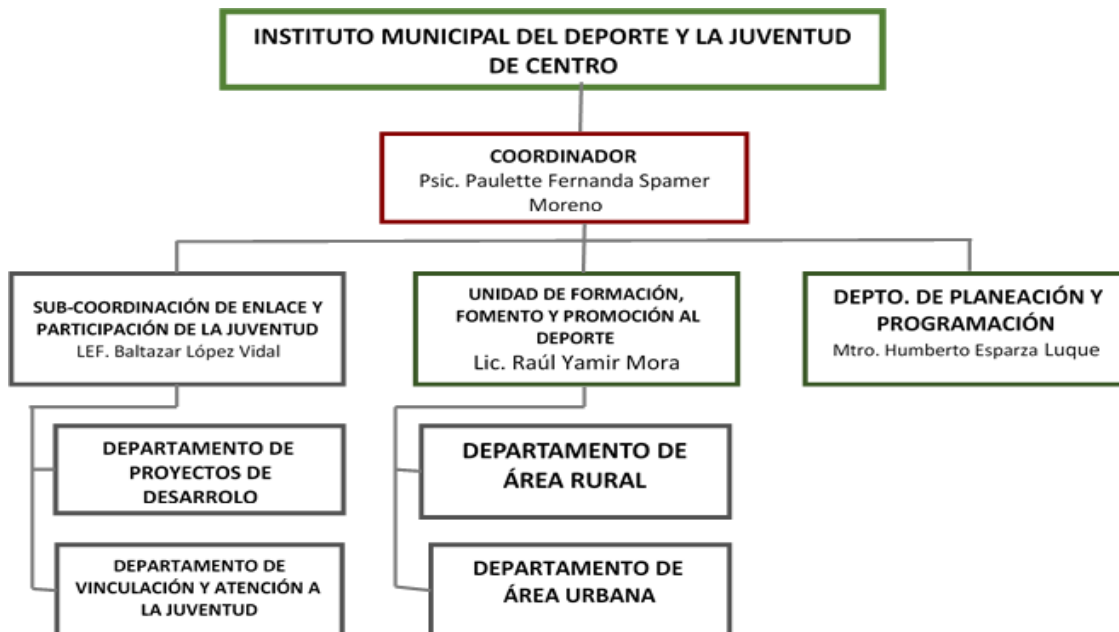 INSTITUTO MUNICIPAL DEL DEPORTE Y LA JUVENTUD
DE CENTRO
COORDINADOR
Psic. Paulette Fernanda Spamer
Moreno
SUB-COORDINACIÓN DE ENLACE Y
PARTICIPACIÓN DE LA JUVENTUD
LEF. Baltazar López Vidal
UNIDAD DE FORMACIÓN,
FOMENTO Y PROMOCIÓN AL
DEPORTE
Lic. Raúl Yamir Mora
DEPTO. DE PLANEACIÓN Y
PROGRAMACIÓN
Mtro. Humberto Esparza Luque
DEPARTAMENTO DE
PROYECTOS DE
DESARROLO
DEPARTAMENTO DE
ÁREA RURAL
DEPARTAMENTO DE
VINCULACIÓN Y ATENCIÓN A
LA JUVENTUD
DEPARTAMENTO DE
ÁREA URBANA